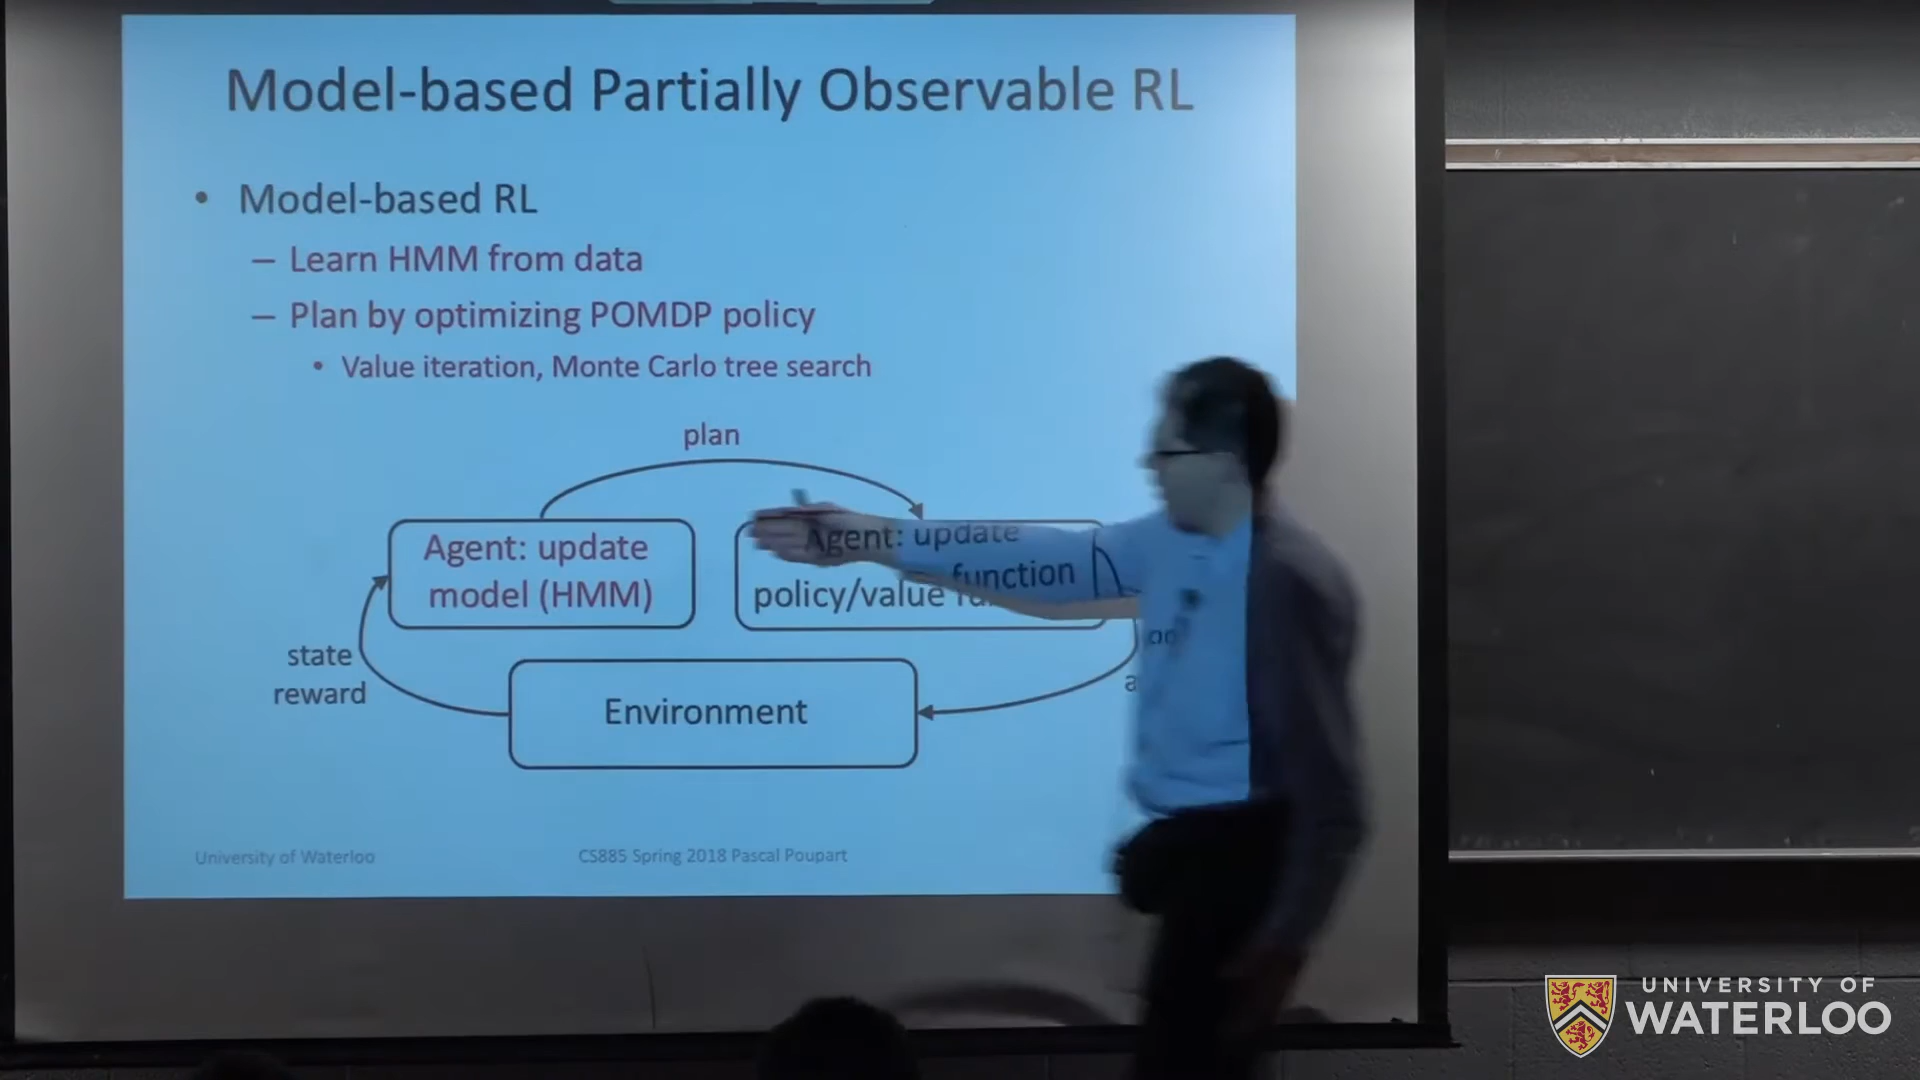 Model-based Partially Observable RL
• Model-based RL
– Learn HMM from data
– Plan by optimizing POMDP policy
• Value iteration, Monte Carlo tree search
plan
Agent: update
model (HMM)
Agent: update
policy/value function
state
reward
Environment
University of Waterloo
CS885 Spring 2018 Pascal Poupart
UNIVERSITY OF
WATERLOO